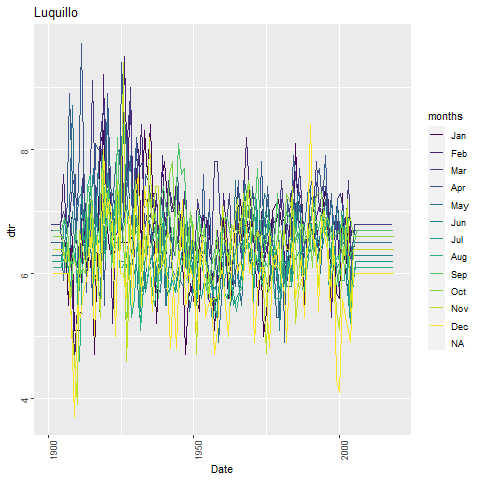 Luquillo
dtr
8
6
4
1900
1950
2000
Date
months
Jan
Feb
Mar
Apr
May
Jun
Jul
Aug
Sep
Oct
Nov
Dec
NA